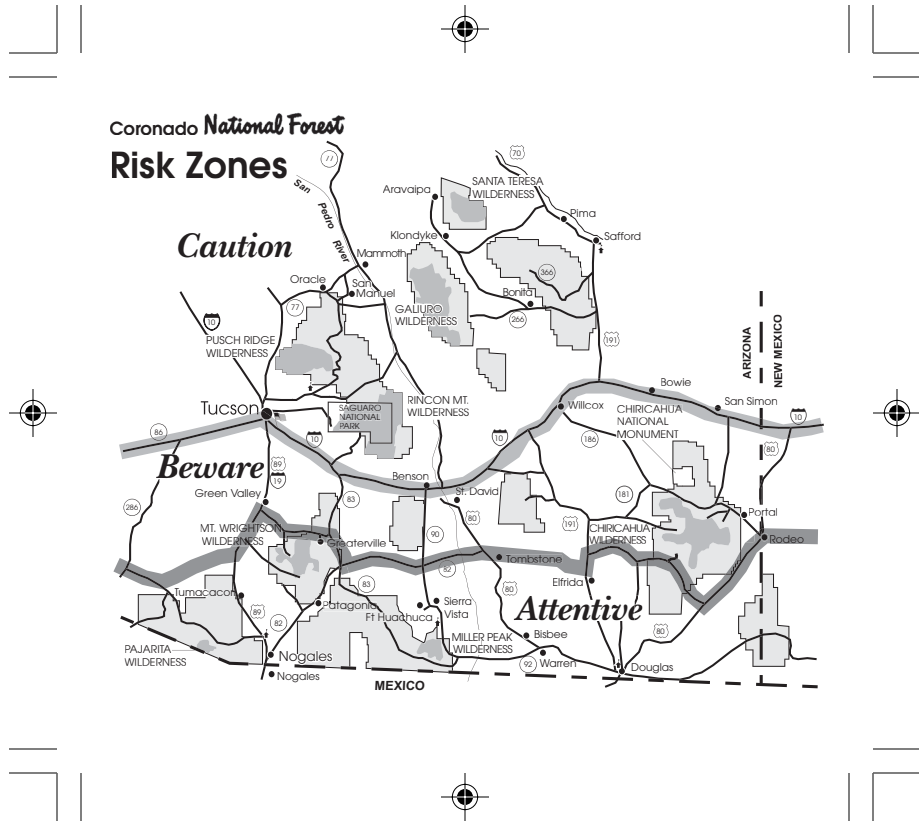 Coronado National Forest
Risk Zones
77
San Pedro River
70
Aravaipa
SANTA TERESA
WILDERNESS
Pima
Klondyke
Safford
Caution
Mammoth
Oracle
San
Manuel
366
Bonita
266
GALIURO
WILDERNESS
77
10
PUSCH RIDGE
WILDERNESS
191
ARIZONA
NEW MEXICO
Bowie
San Simon
Tucson
SAGUARO
NATIONAL
PARK
RINCON MT.
WILDERNESS
Willcox
CHIRICAHUA
NATIONAL
MONUMENT
10
86
10
10
186
80
Beware
89
19
Benson
Green Valley
83
St. David
181
286
80
191
Portal
MT. WRIGHTSON
WILDERNESS
90
CHIRICAHUA
WILDERNESS
Greaterville
Rodeo
82
Tombstone
83
Elfrida
80
Tumacacori
89
82
Patagonia
Ft Huachuca
Sierra
Vista
Attentive
80
MILLER PEAK
WILDERNESS
Bisbee
PAJARITA
WILDERNESS
Nogales
92
Warren
Douglas
Nogales
MEXICO